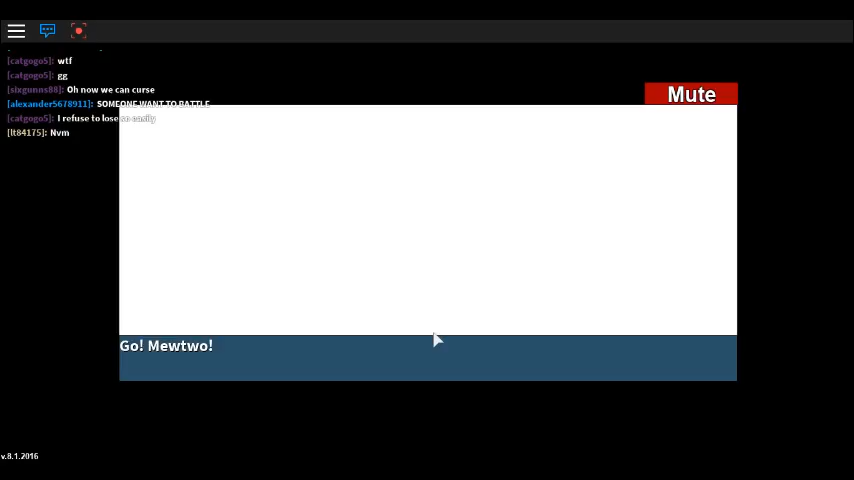 [catgogo5]: wtf
[catgogo5]: gg
[sixgunns88]: Oh now we can curse
[alexander5678911]: SOMEONE WANT TO BATTLE
[catgogo5]: I refuse to lose so easily
[lt84175]: Nvm
Mute
Go! Mewtwo!
v.8.1.2016